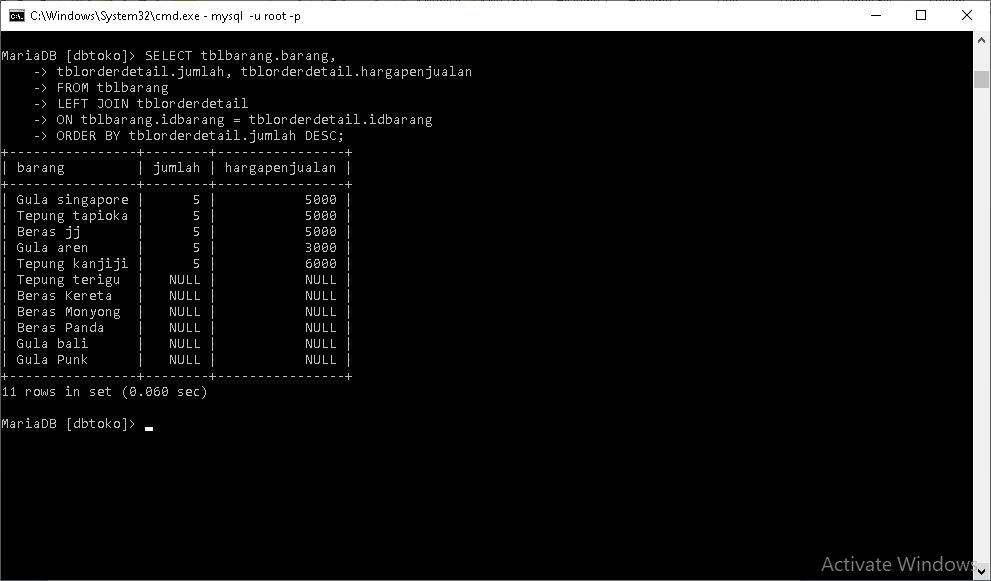 C:\Windows\System32\cmd.exe - mysql -u root -p
MariaDB [dbtoko]> SELECT tblbarang.barang,
    -> tblorderdetail.jumlah, tblorderdetail.hargapenjualan
    -> FROM tblbarang
    -> LEFT JOIN tblorderdetail
    -> ON tblbarang.idbarang = tblorderdetail.idbarang
    -> ORDER BY tblorderdetail.jumlah DESC;
+----------------+--------+----------------+
| barang         | jumlah | hargapenjualan |
+----------------+--------+----------------+
| Gula singapore |      5 |           5000 |
| Tepung tapioka |      5 |           5000 |
| Beras jj       |      5 |           5000 |
| Gula aren      |      5 |           3000 |
| Tepung kanjiji |      5 |           6000 |
| Tepung terigu  |   NULL |           NULL |
| Beras Kereta   |   NULL |           NULL |
| Beras Monyong  |   NULL |           NULL |
| Beras Panda    |   NULL |           NULL |
| Gula bali      |   NULL |           NULL |
| Gula Punk      |   NULL |           NULL |
+----------------+--------+----------------+
11 rows in set (0.060 sec)
MariaDB [dbtoko]> _
Activate Windows